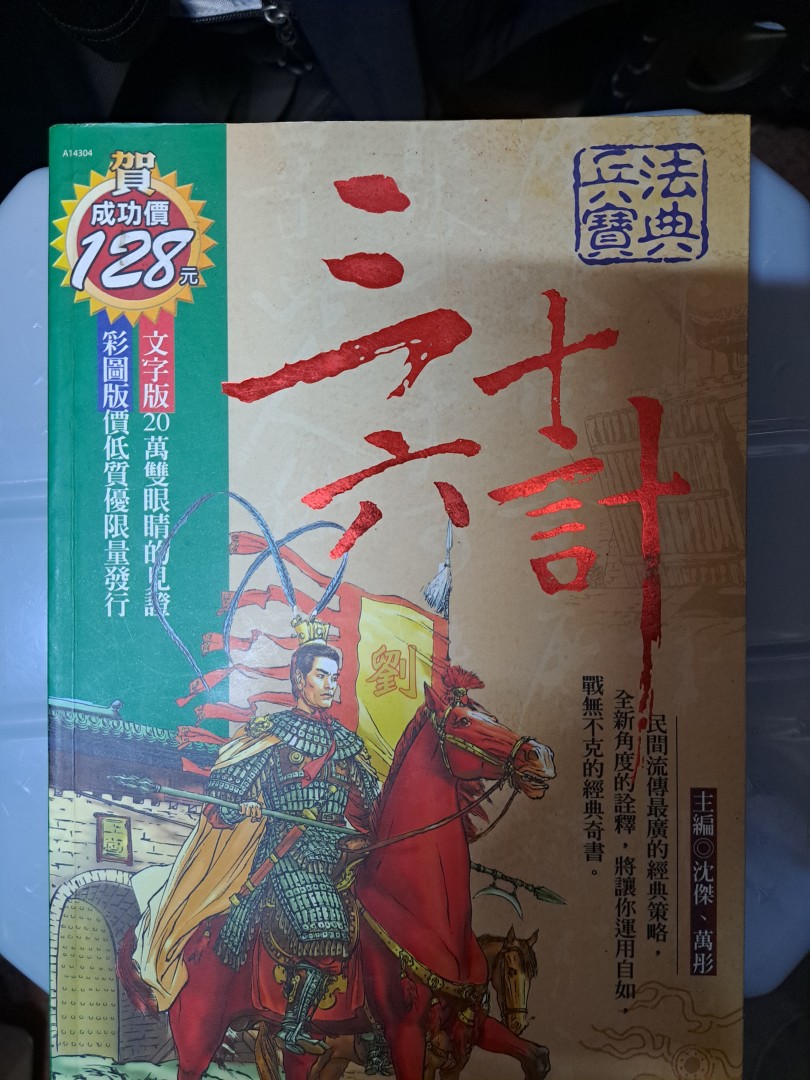 A14304
賀
成功價
128元
文字版20萬雙眼睛的見證
彩圖版價低質優限量發行
兵法寶典
三十六計
劉
民間流傳最廣的經典策略，
全新角度的詮釋，將讓你運用自如，
戰無不克的經典奇書。
主編◎沈傑、萬彤